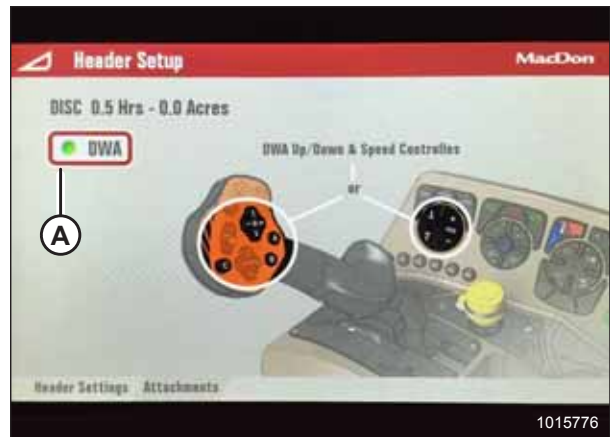 Header Setup MacDon
DISC 0.5 Hrs - 0.0 Acres
DWA
DWA Up/Down & Speed Controlles
or
A
Header Settings Attachments
1015776